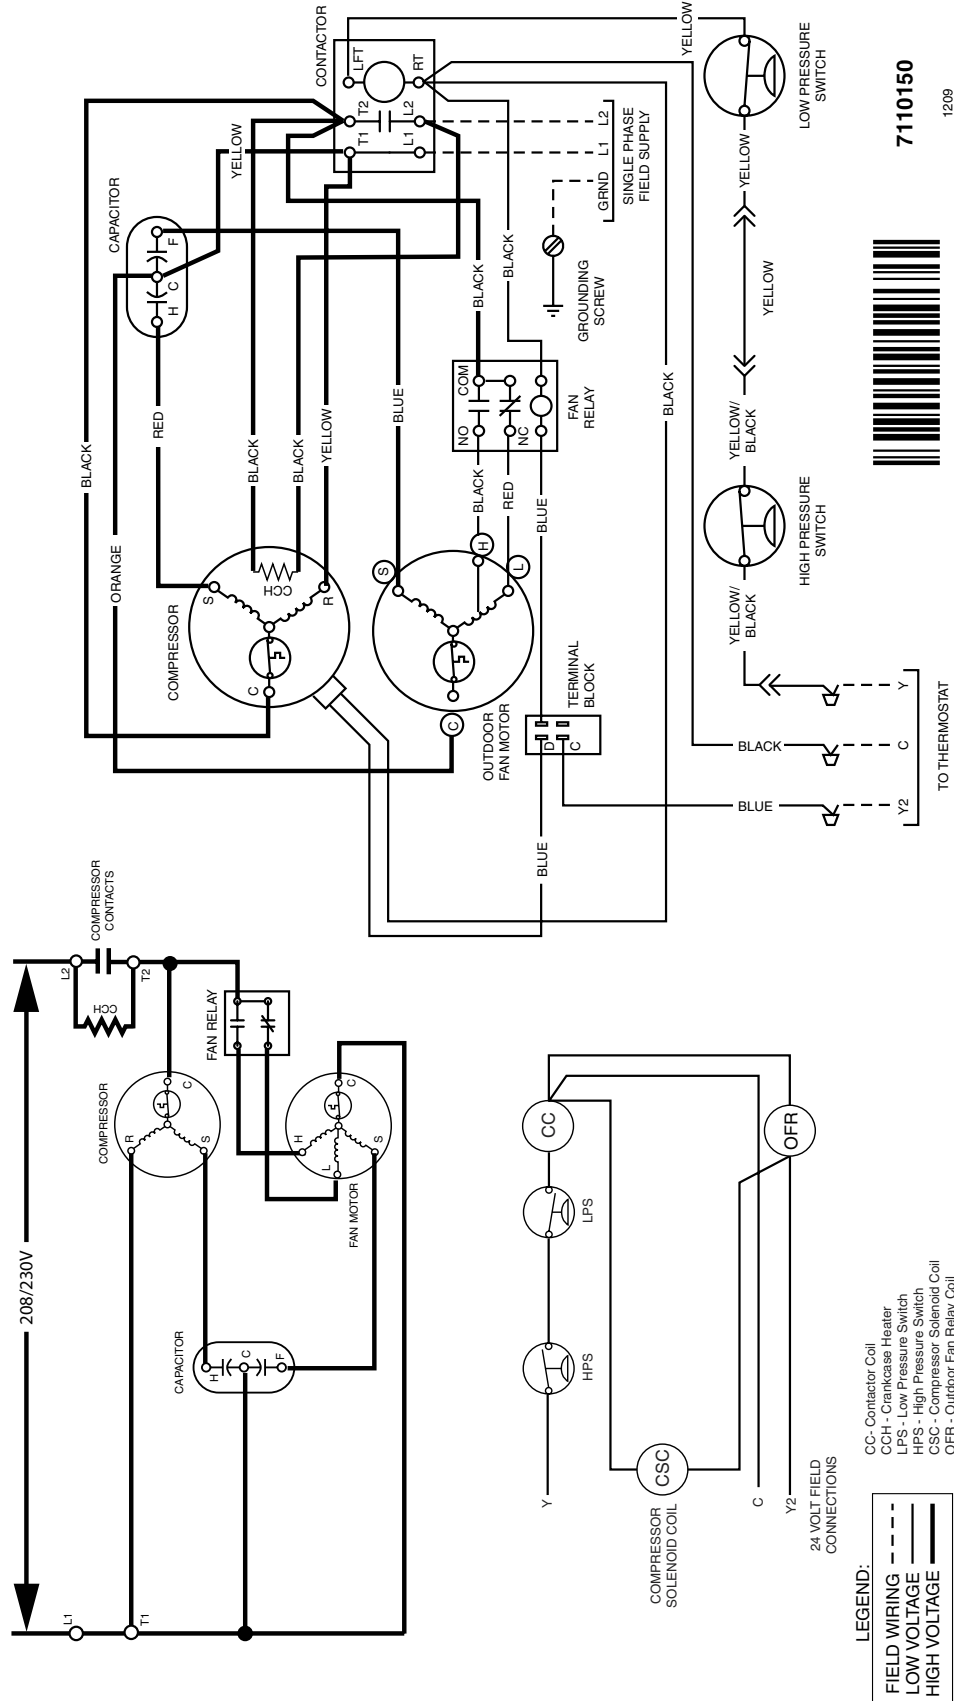 COMPRESSOR
CONTACTS
L2
CCH
T2
COMPRESSOR
R
S
C
FAN RELAY
H
L
C
S
FAN MOTOR
208/230V
CAPACITOR
H
C
F
L1
T1
CC
LPS
HPS
Y
CSC
COMPRESSOR
SOLENOID COIL
OFR
C
Y2
24 VOLT FIELD
CONNECTIONS
CC- Contactor Coil
CCH - Crankcase Heater
LPS - Low Pressure Switch
HPS - High Pressure Switch
CSC - Compressor Solenoid Coil
OFR - Outdoor Fan Relay Coil
LEGEND:
FIELD WIRING
LOW VOLTAGE
HIGH VOLTAGE
BLACK
ORANGE
CAPACITOR
H
C
F
RED
YELLOW
BLACK
BLACK
YELLOW
BLUE
COMPRESSOR
S
CCH
R
C
CONTACTOR
LFT
RT
T2
L2
T1
L1
YELLOW
L2
L1
GRND
SINGLE PHASE
FIELD SUPPLY
GROUNDING
SCREW
BLACK
BLACK
COM
NO
NC
FAN
RELAY
BLACK
RED
BLUE
S
H
L
C
OUTDOOR
FAN MOTOR
TERMINAL
BLOCK
D
C
BLUE
BLACK
LOW PRESSURE
SWITCH
YELLOW
YELLOW
YELLOW/
BLACK
HIGH PRESSURE
SWITCH
YELLOW/
BLACK
BLACK
BLUE
Y
C
Y2
TO THERMOSTAT
7110150
1209